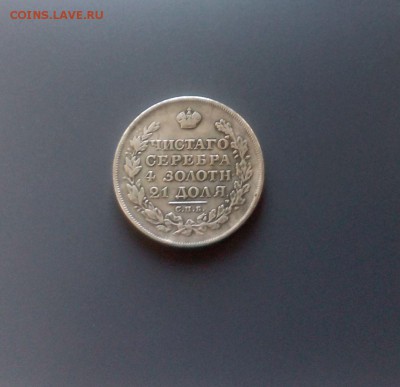 COINS.LAVE.RU
ЧИСТАГО
СЕРЕБРА
4 ЗОЛОТН
21 ДОЛЯ
С.П.Б.